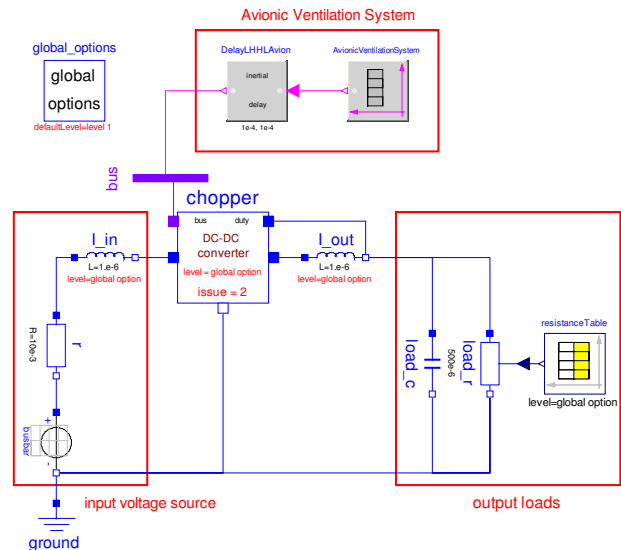 Avionic Ventilation System
global_options
global
options
defaultLevel=level 1
DelayLHHLAvion
inertial
delay
1e-4, 1e-4
AvionicVentilationSystem
bus
chopper
bus
duty
DC-DC
converter
level = global option
issue = 2
l_in
L=1.e-6
level=global option
l_out
L=1.e-6
level=global option
R=10e-3
r
busbar
+
-
load_c
500e-6
load_r
resistanceTable
level=global option
input voltage source
output loads
ground